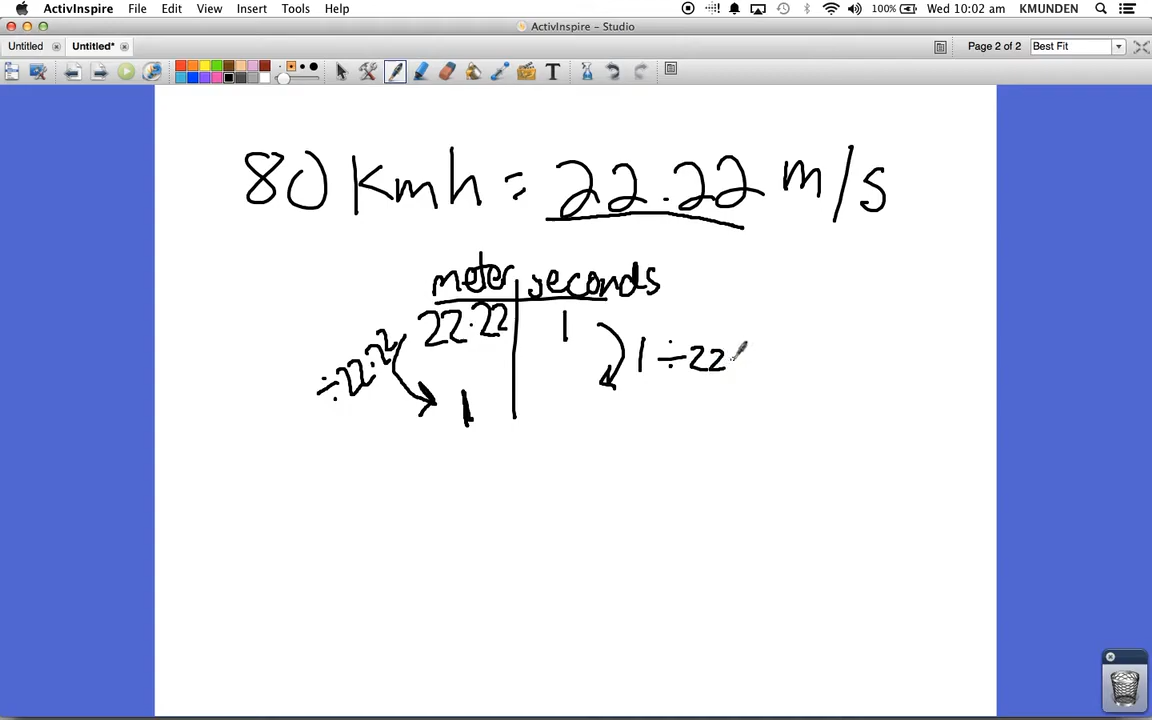 ActivInspire File Edit View Insert Tools Help 100% Wed 10:02 am KMUNDEN
ActivInspire - Studio
Untitled Untitled* Page 2 of 2 Best Fit
T
80 Kmh = 22.22 m/s
meter seconds
22.22 1
÷22.22 1 ÷22.
1